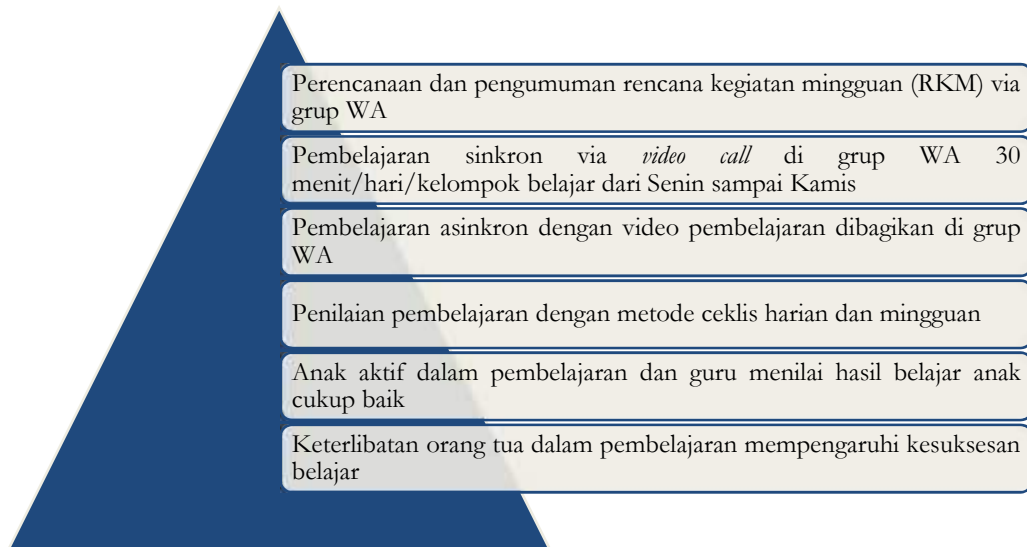 Perencanaan dan pengumuman rencana kegiatan mingguan (RKM) via
grup WA
Pembelajaran sinkron via video call di grup WA 30
menit/hari/kelompok belajar dari Senin sampai Kamis
Pembelajaran asinkron dengan video pembelajaran dibagikan di grup
WA
Penilaian pembelajaran dengan metode ceklis harian dan mingguan
Anak aktif dalam pembelajaran dan guru menilai hasil belajar anak
cukup baik
Keterlibatan orang tua dalam pembelajaran mempengaruhi kesuksesan
belajar